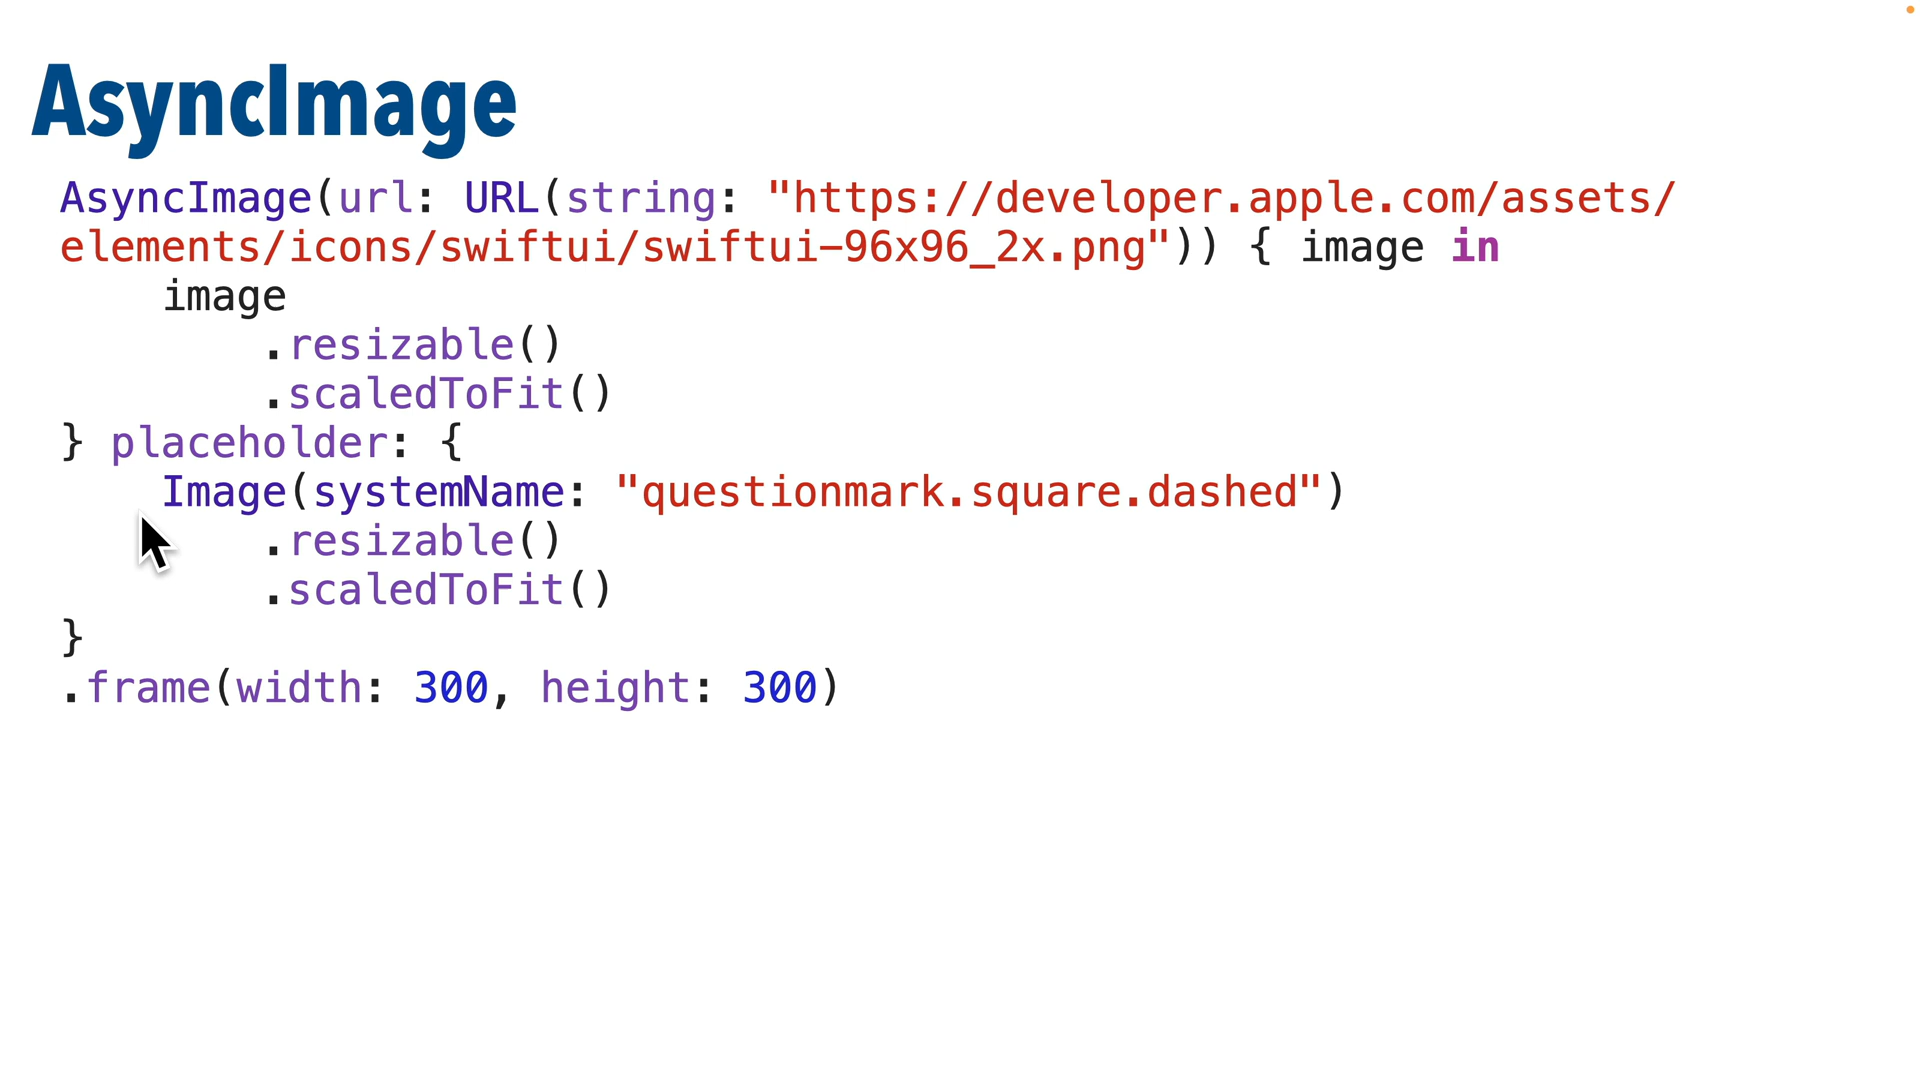 AsyncImage
AsyncImage(url: URL(string: "https://developer.apple.com/assets/
elements/icons/swiftui/swiftui-96x96_2x.png")) { image in
    image
        .resizable()
        .scaledToFit()
} placeholder: {
    Image(systemName: "questionmark.square.dashed")
        .resizable()
        .scaledToFit()
}
.frame(width: 300, height: 300)